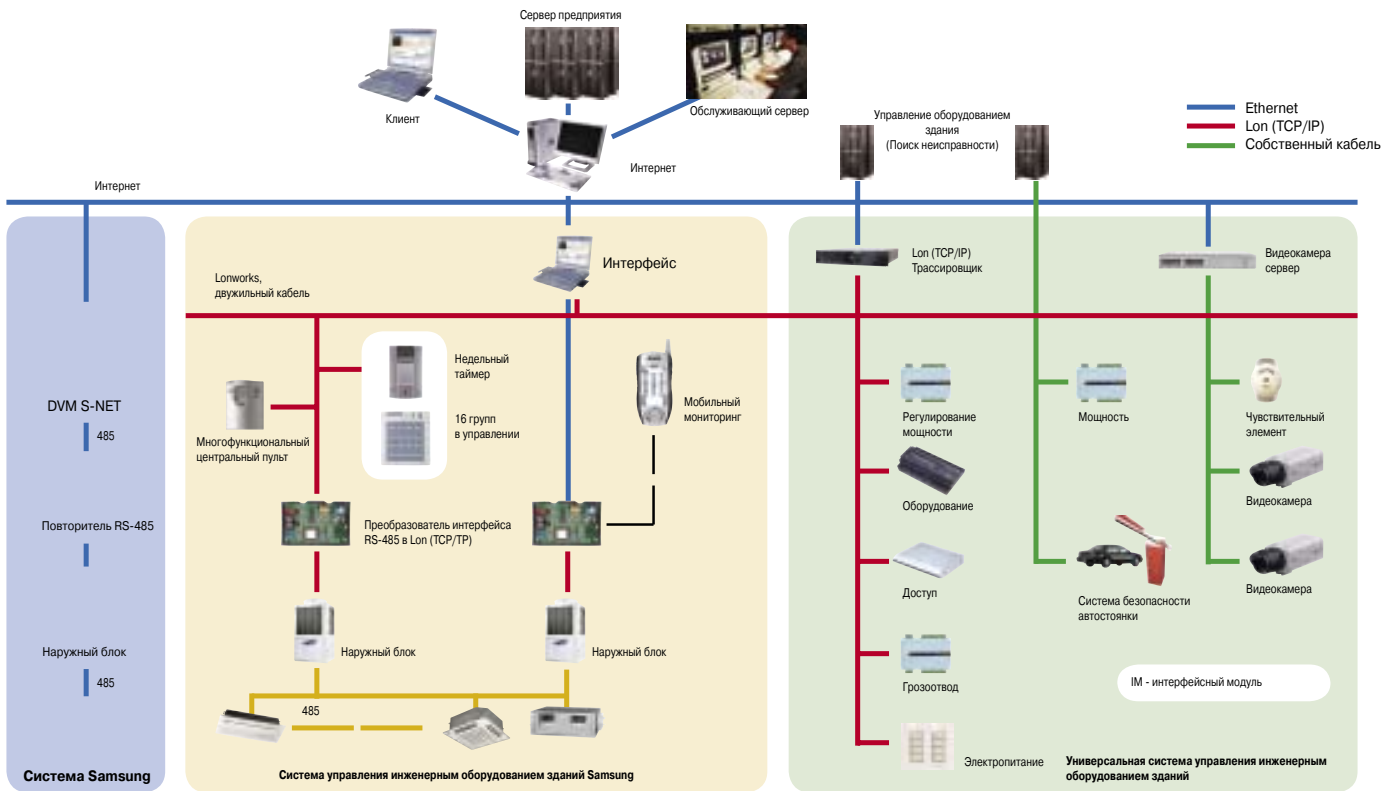 Сервер предприятия
Клиент
Обслуживающий сервер
Управление оборудованием
здания
(Поиск неисправности)
Ethernet
Lon (TCP/IP)
Собственный кабель
Интернет
Интернет
Интерфейс
Lonworks,
двужильный кабель
Lon (TCP/IP)
Трассировщик
Видеокамера
сервер
Недельный
таймер
16 групп
в управлении
Мобильный
мониторинг
Многофункциональный
центральный пульт
DVM S-NET
485
Регулирование
мощности
Мощность
Чувствительный
элемент
Оборудование
Видеокамера
Повторитель RS-485
Преобразователь интерфейса
RS-485 в Lon (TCP/TP)
Доступ
Система безопасности
автостоянки
Видеокамера
Наружный блок
485
Наружный блок
Наружный блок
Грозоотвод
IM - интерфейсный модуль
485
Электропитание
Система Samsung
Система управления инженерным оборудованием зданий Samsung
Универсальная система управления инженерным
оборудованием зданий